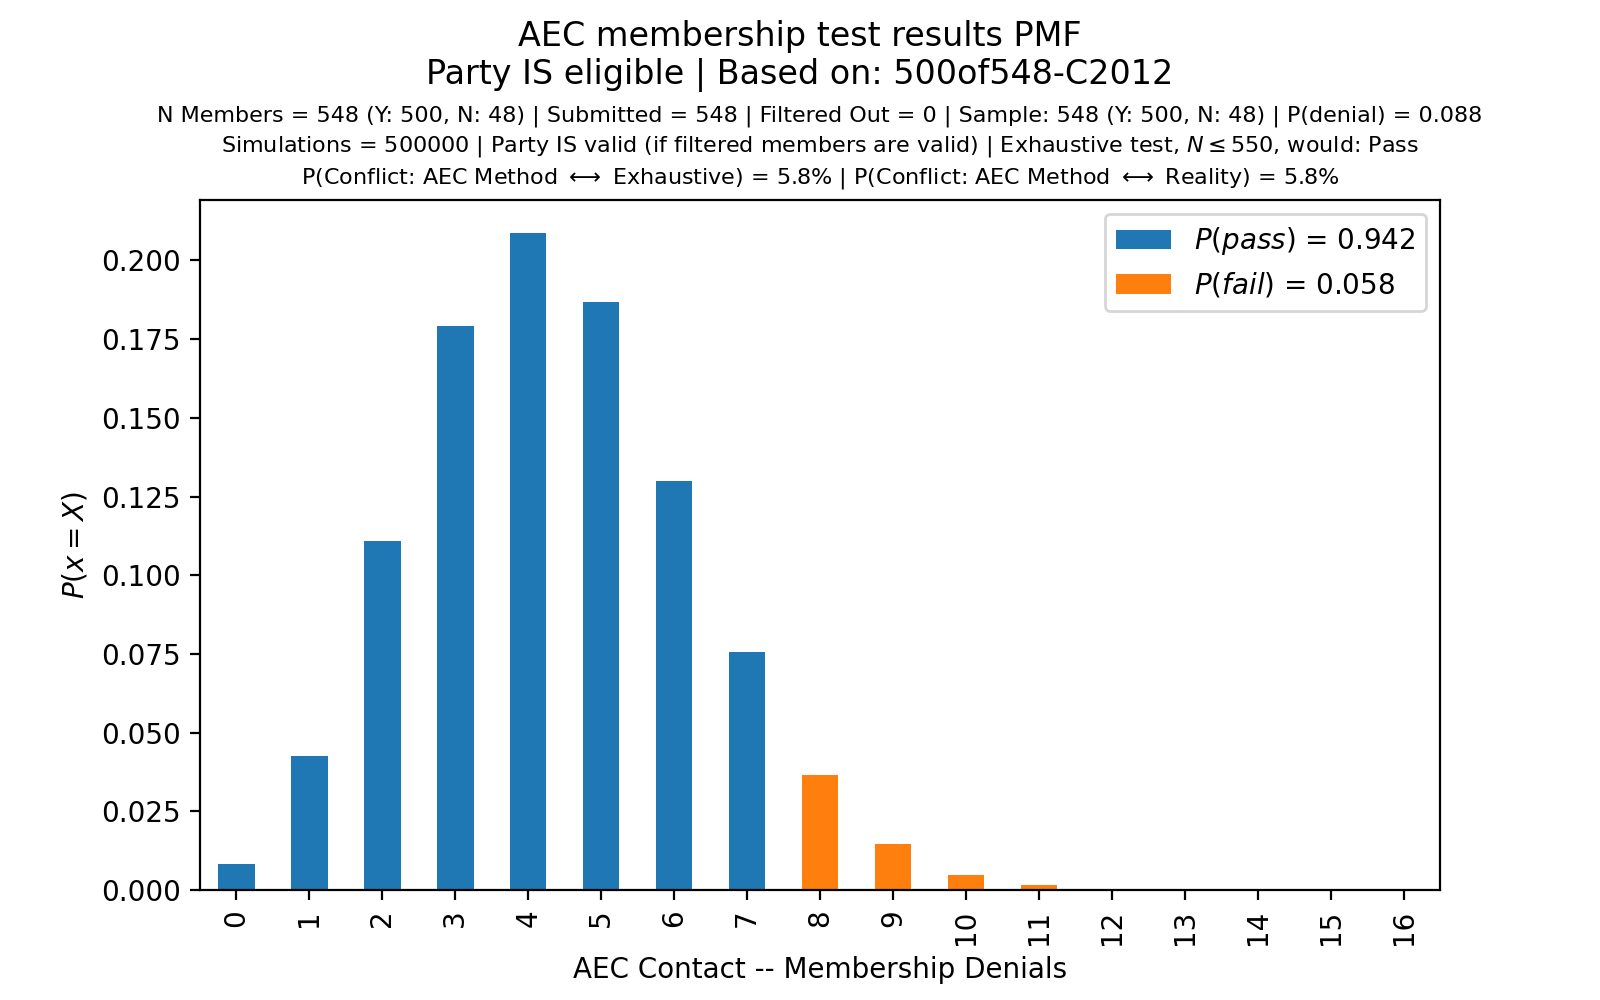 AEC membership test results PMF
Party IS eligible | Based on: 500of548-C2012
N Members = 548 (Y: 500, N: 48) | Submitted = 548 | Filtered Out = 0 | Sample: 548 (Y: 500, N: 48) | P(denial) = 0.088
Simulations = 500000 | Party IS valid (if filtered members are valid) | Exhaustive test, N ≤ 550, would: Pass
P(Conflict: AEC Method ⟷ Exhaustive) = 5.8% | P(Conflict: AEC Method ⟷ Reality) = 5.8%
P(pass) = 0.942
P(fail) = 0.058
0.200
0.175
0.150
0.125
0.100
0.075
0.050
0.025
0.000
P(x = X)
0 1 2 3 4 5 6 7 8 9 10 11 12 13 14 15 16
AEC Contact -- Membership Denials